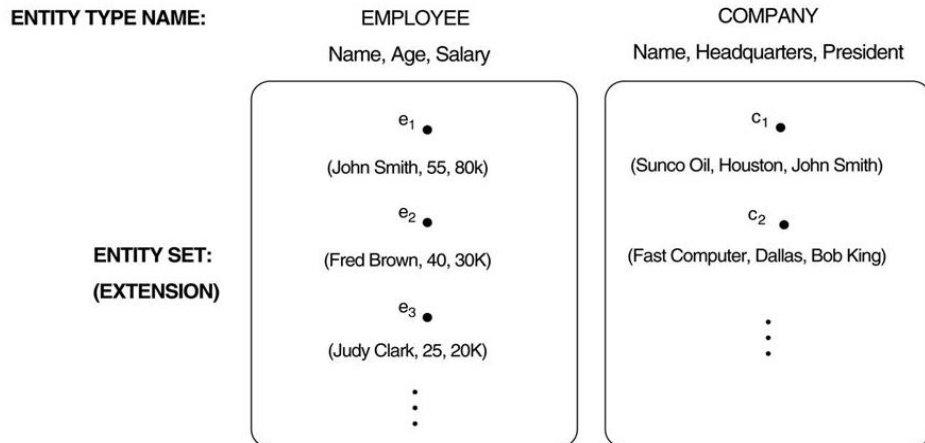 ENTITY TYPE NAME: EMPLOYEE COMPANY
Name, Age, Salary Name, Headquarters, President
e₁ c₁
(John Smith, 55, 80k) (Sunco Oil, Houston, John Smith)
e₂ c₂
ENTITY SET: (Fred Brown, 40, 30K) (Fast Computer, Dallas, Bob King)
(EXTENSION)
e₃
(Judy Clark, 25, 20K)